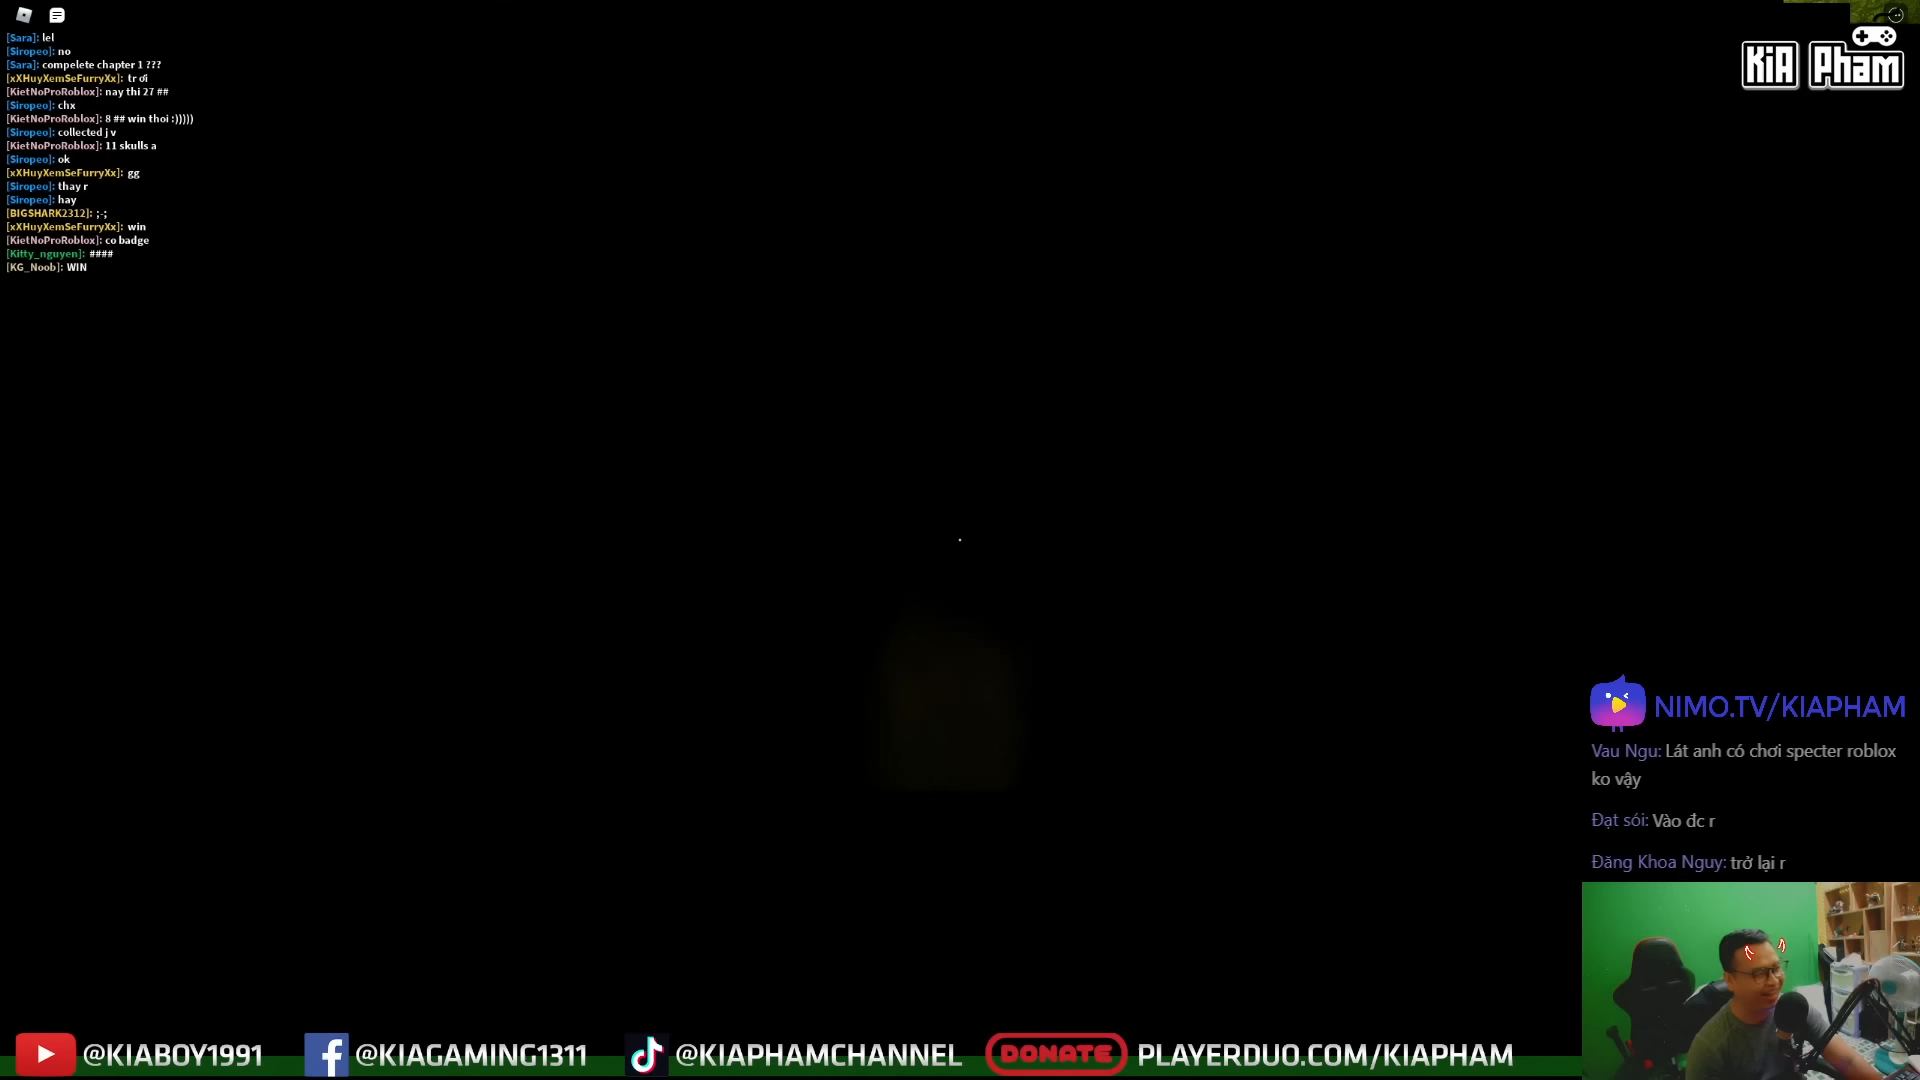 [Sara]: lel
[Siropeo]: no
[Sara]: compelete chapter 1 ???
[xXHuyXemSeFurryXx]: tr ơi
[KietNoProRoblox]: nay thi 27 ##
[Siropeo]: chx
[KietNoProRoblox]: 8 ## win thoi :)))))
[Siropeo]: collected j v
[KietNoProRoblox]: 11 skulls a
[Siropeo]: ok
[xXHuyXemSeFurryXx]: gg
[Siropeo]: thay r
[Siropeo]: hay
[BIGSHARK2312]: ;-;
[xXHuyXemSeFurryXx]: win
[KietNoProRoblox]: co badge
[Kitty_nguyen]: ####
[KG_Noob]: WIN
KiA Pham
NIMO.TV/KIAPHAM
Vau Ngu: Lát anh có chơi specter roblox
ko vậy
Đạt sói: Vào đc r
Đăng Khoa Nguy: trở lại r
@KIABOY1991 @KIAGAMING1311 @KIAPHAMCHANNEL DONATE PLAYERDUO.COM/KIAPHAM